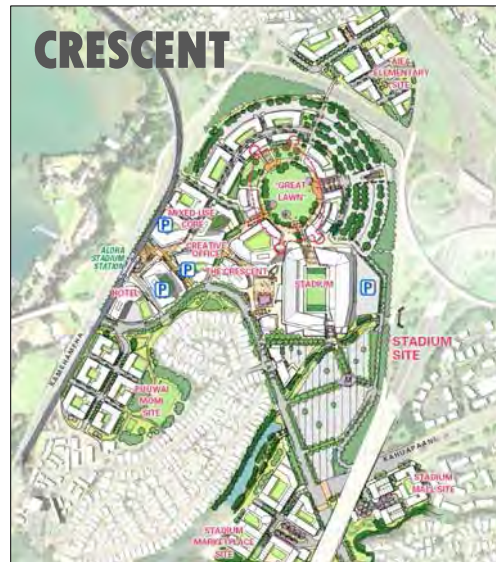 CRESCENT
AIEA
ELEMENTARY
SITE
"GREAT
LAWN"
MIXED-USE
CORE
P
CREATIVE
OFFICE
ALOHA
STADIUM
STATION
P
THE CRESCENT
HOTEL
P
STADIUM
P
STADIUM
SITE
KAMEHAMEHA
PUUWAI
MOMI
SITE
KAHUAPAANI
STADIUM
MALL SITE
STADIUM
MARKETPLACE
SITE